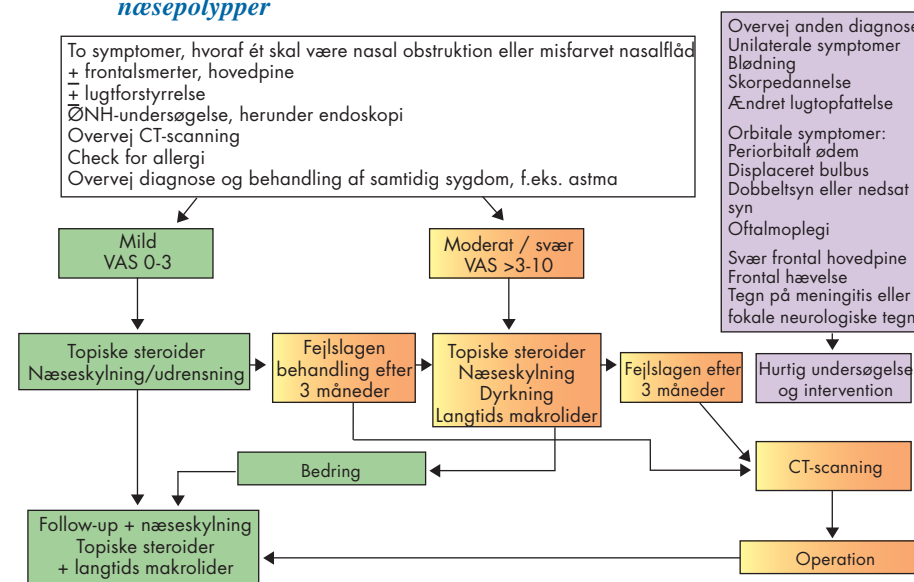 næsepolypper
To symptomer, hvoraf ét skal være nasal obstruktion eller misfarvet nasalflåd
+ frontalsmerter, hovedpine
± lugtforstyrrelse
ØNH-undersøgelse, herunder endoskopi
Overvej CT-scanning
Check for allergi
Overvej diagnose og behandling af samtidig sygdom, f.eks. astma
Overvej anden diagnose
Unilaterale symptomer
Blødning
Skorpedannelse
Ændret lugtopfattelse
Orbitale symptomer:
Periorbitalt ødem
Displaceret bulbus
Dobbeltsyn eller nedsat
syn
Oftalmoplegi
Svær frontal hovedpine
Frontal hævelse
Tegn på meningitis eller
fokale neurologiske tegn
Mild
VAS 0-3
Moderat / svær
VAS >3-10
Topiske steroider
Næseskylning/udrensning
Fejlslagen
behandling efter
3 måneder
Topiske steroider
Næseskylning
Dyrkning
Langtids makrolider
Fejlslagen efter
3 måneder
Hurtig undersøgelse
og intervention
Bedring
CT-scanning
Follow-up + næseskylning
Topiske steroider
+ langtids makrolider
Operation